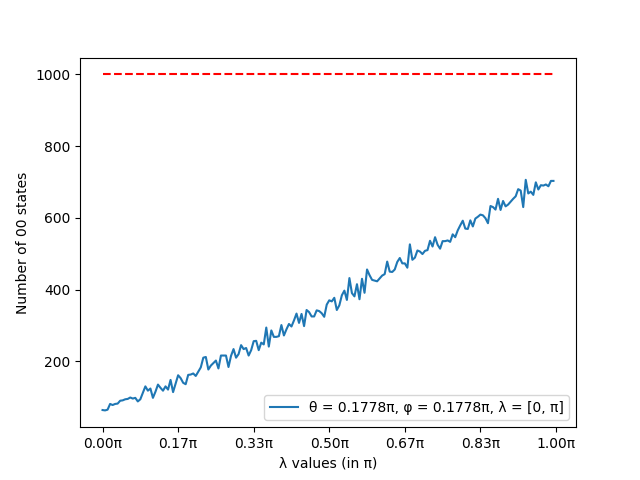 1000
800
600
400
200
Number of 00 states
θ = 0.1778π, φ = 0.1778π, λ = [0, π]
0.00π 0.17π 0.33π 0.50π 0.67π 0.83π 1.00π
λ values (in π)